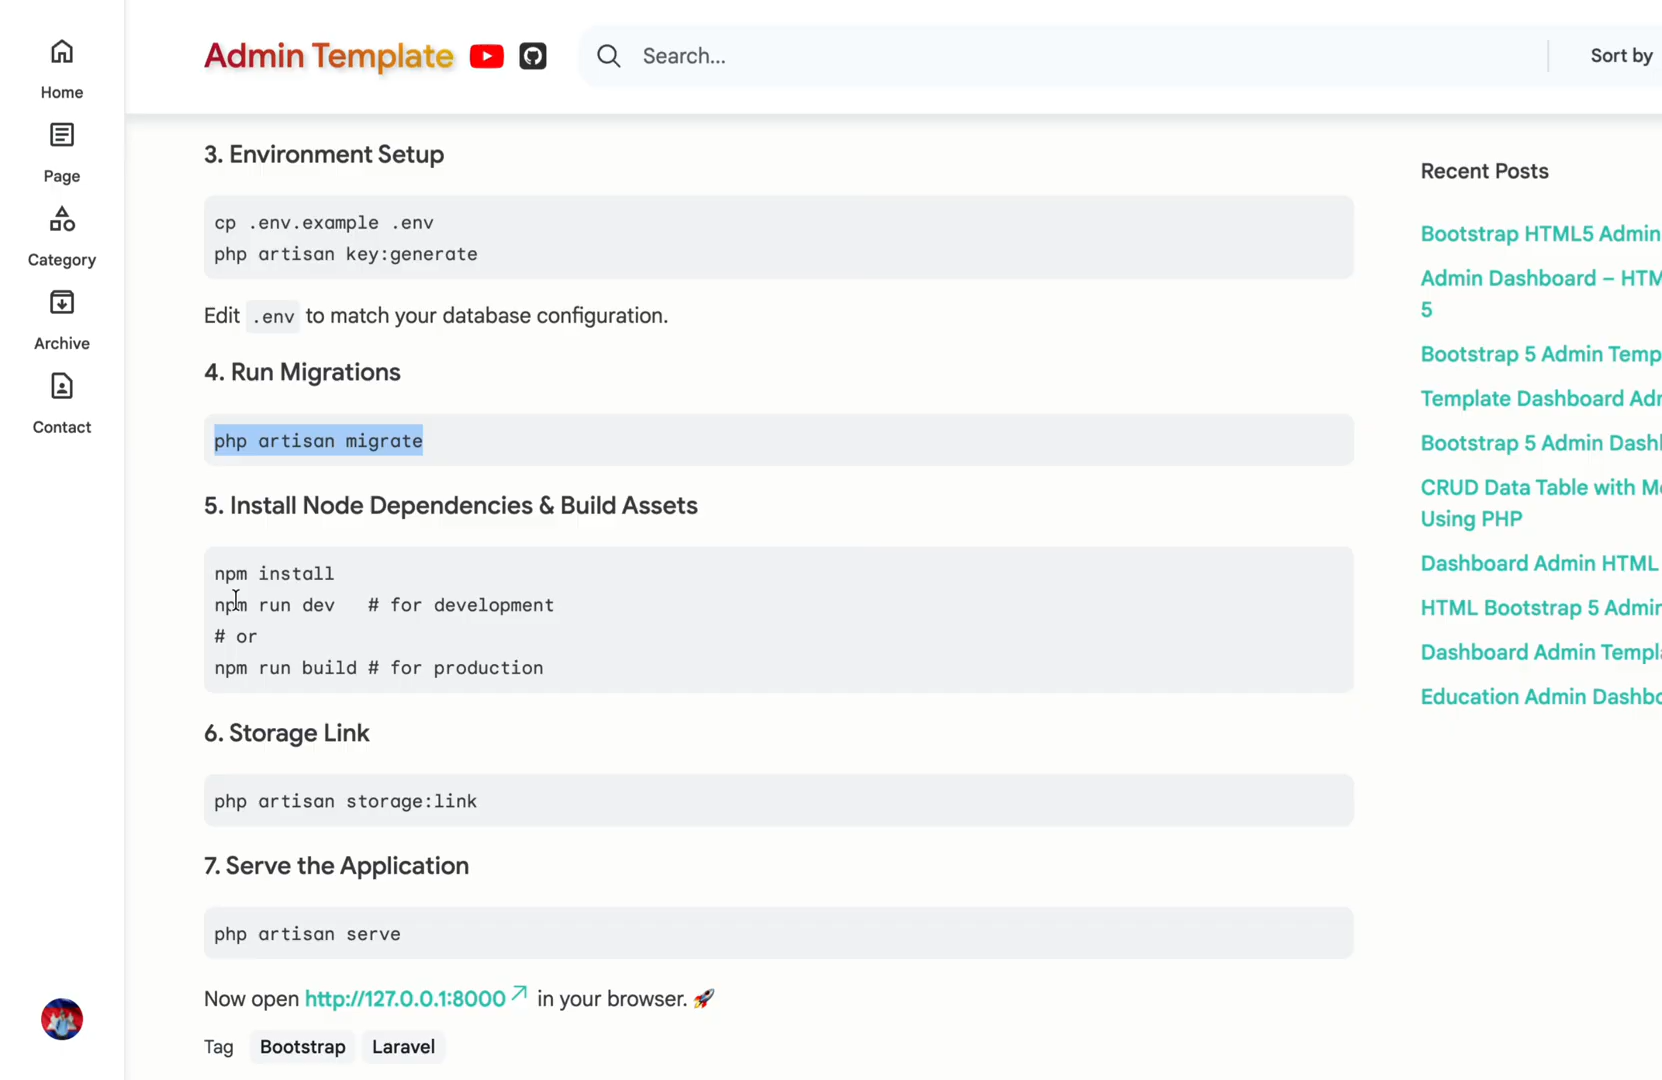 Home
Page
Category
Archive
Contact
Admin Template
Search...
Sort by
3. Environment Setup
cp .env.example .env
php artisan key:generate
Edit .env to match your database configuration.
4. Run Migrations
php artisan migrate
5. Install Node Dependencies & Build Assets
npm install
npm run dev   # for development
# or
npm run build # for production
6. Storage Link
php artisan storage:link
7. Serve the Application
php artisan serve
Now open http://127.0.0.1:8000 in your browser. 🚀
Tag Bootstrap Laravel
Recent Posts
Bootstrap HTML5 Admin
Admin Dashboard – HTM
5
Bootstrap 5 Admin Temp
Template Dashboard Adm
Bootstrap 5 Admin Dash
CRUD Data Table with Mo
Using PHP
Dashboard Admin HTML
HTML Bootstrap 5 Admin
Dashboard Admin Templa
Education Admin Dashbo